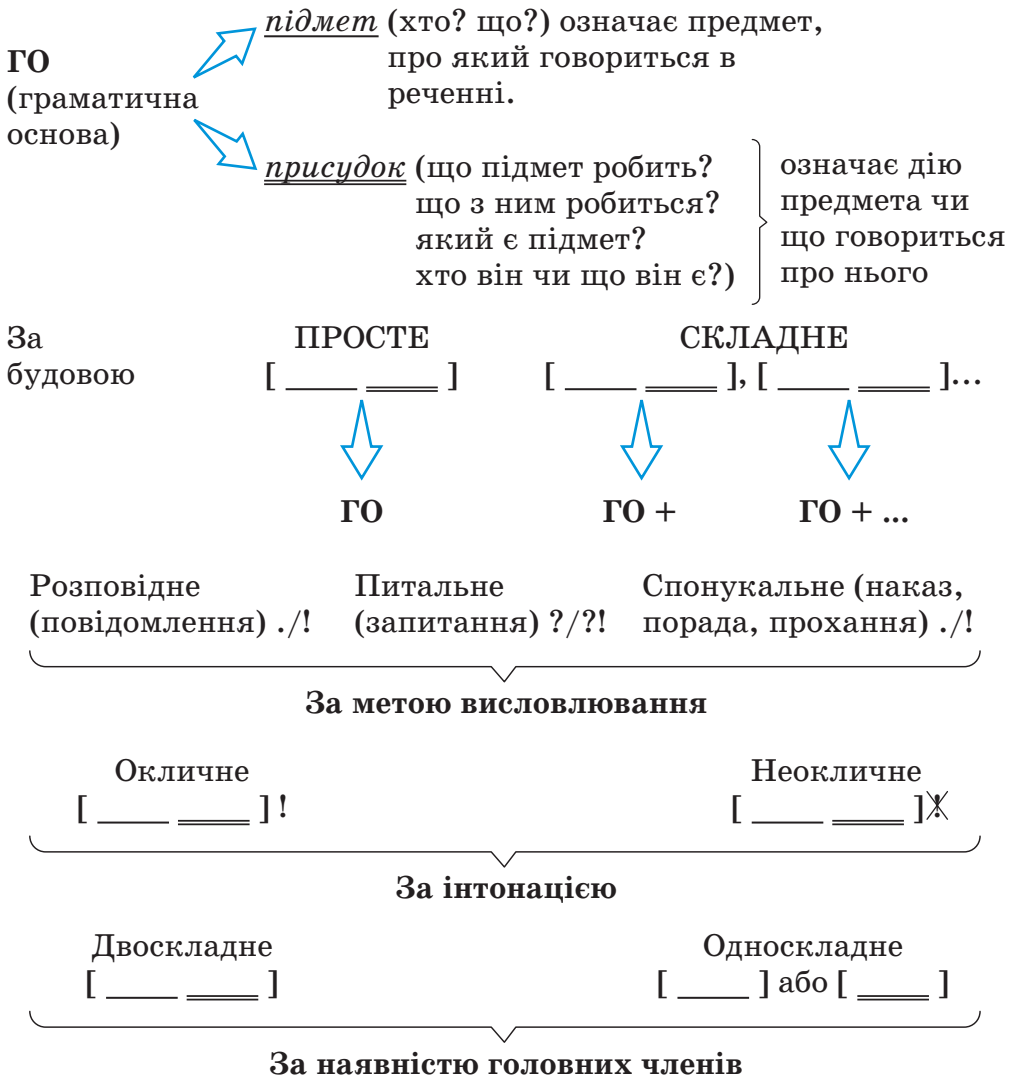 підмет (хто? що?) означає предмет,
про який говориться в
реченні.
ГО
(граматична
основа)
присудок (що підмет робить?
що з ним робиться?
який є підмет?
хто він чи що він є?)
означає дію
предмета чи
що говориться
про нього
За
будовою
ПРОСТЕ
[ ____ ____ ]
СКЛАДНЕ
[ ____ ____ ], [ ____ ____ ]...
ГО
ГО +
ГО + ...
Розповідне
(повідомлення) ./!
Питальне
(запитання) ?/?!
Спонукальне (наказ,
порада, прохання) ./!
За метою висловлювання
Окличне
[ ____ ____ ] !
Неокличне
[ ____ ____ ]!
За інтонацією
Двоскладне
[ ____ ____ ]
Односкладне
[ ____ ] або [ ____ ]
За наявністю головних членів